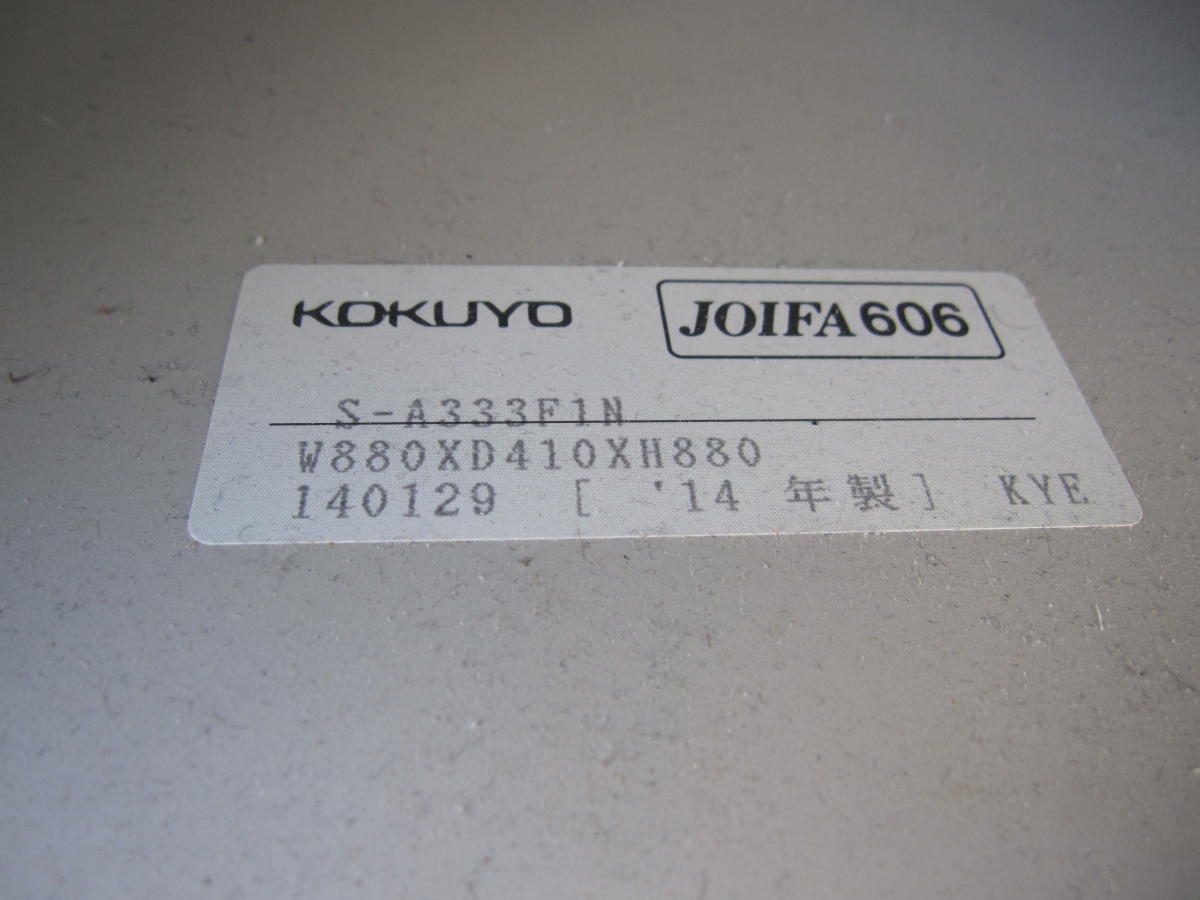 KOKUYO
JOIFA606
S-A333F1N
W880XD410XH880
140129 [ '14 年製] KYE